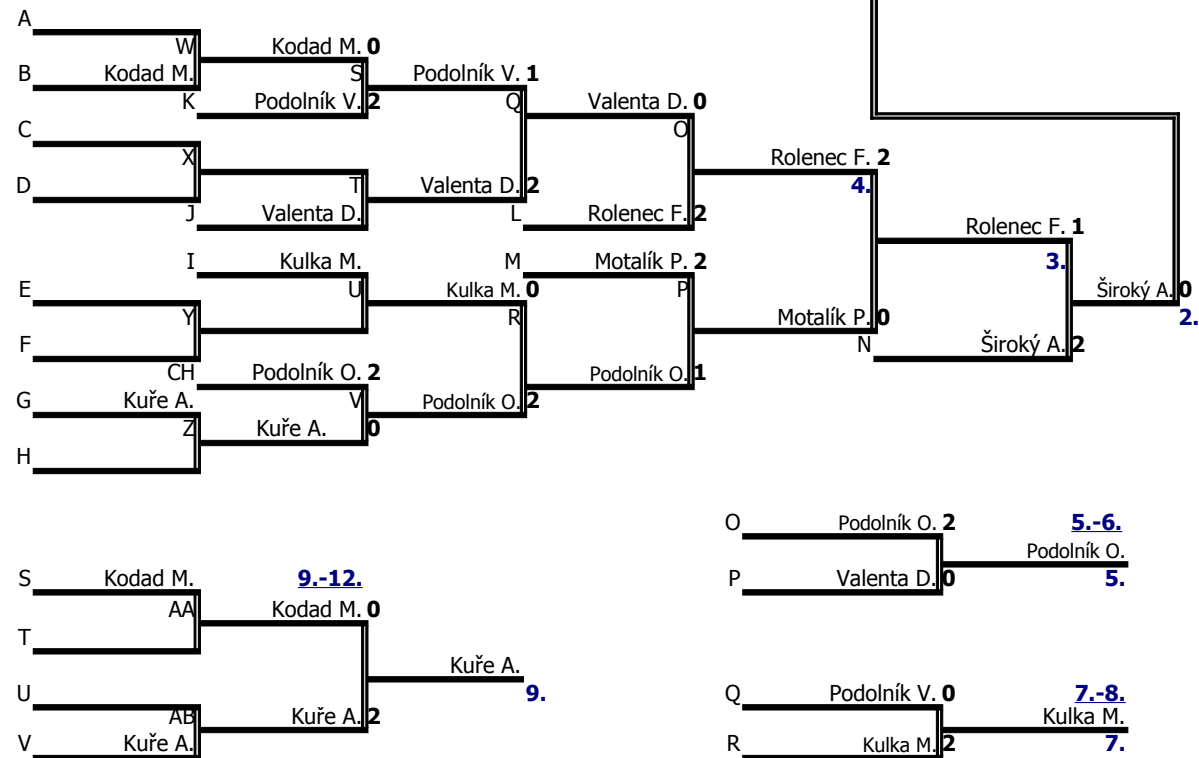 A
W Kodad M. 0
B Kodad M. S Podolník V. 1
K Podolník V. 2 Q Valenta D. 0
C O
X Rolenec F. 2
D T Valenta D. 2 4.
J Valenta D. L Rolenec F. 2
Rolenec F. 1
I Kulka M. M Motalík P. 2 3.
E U Kulka M. 0 P Široký A. 0
Y R Motalík P. 0 2.
F N Široký A. 2
CH Podolník O. 2 Podolník O. 1
G Kuře A. V Podolník O. 2
Z Kuře A. 0
H
O Podolník O. 2 5.-6.
Podolník O.
S Kodad M. 9.-12. P Valenta D. 0 5.
AA Kodad M. 0
T
Kuře A.
U 9. Q Podolník V. 0 7.-8.
AB Kuře A. 2 Kulka M.
V Kuře A. R Kulka M. 2 7.